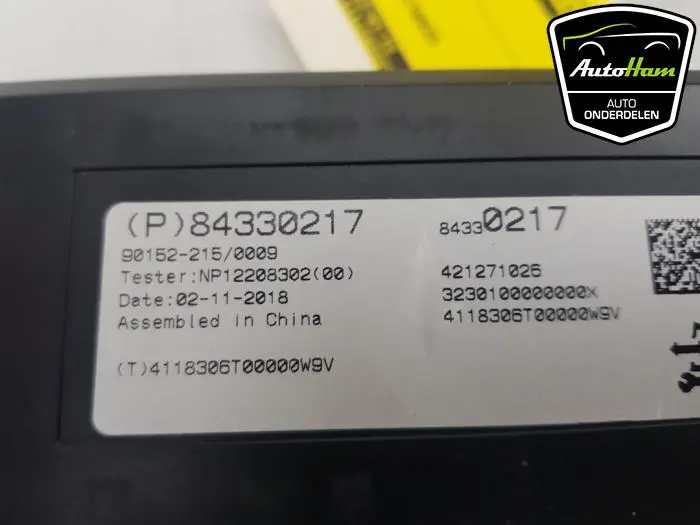 AutoHam
AUTO
ONDERDELEN
(P)84330217
84330217
90152-215/0009
Tester:NP12208302(00)
421271026
Date:02-11-2018
3230100000000X
Assembled in China
4118306T00000W9V
(T)4118306T00000W9V